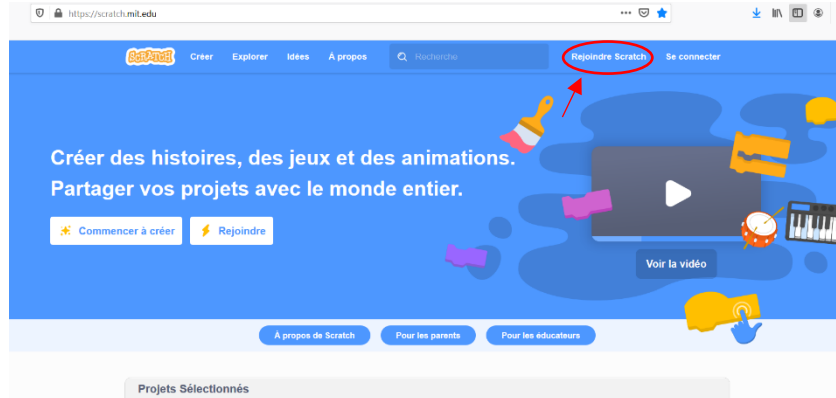 https://scratch.mit.edu
SCRATCH Créer Explorer Idées À propos Recherche Rejoindre Scratch Se connecter
Créer des histoires, des jeux et des animations.
Partager vos projets avec le monde entier.
Commencer à créer Rejoindre
Voir la vidéo
À propos de Scratch Pour les parents Pour les éducateurs
Projets Sélectionnés